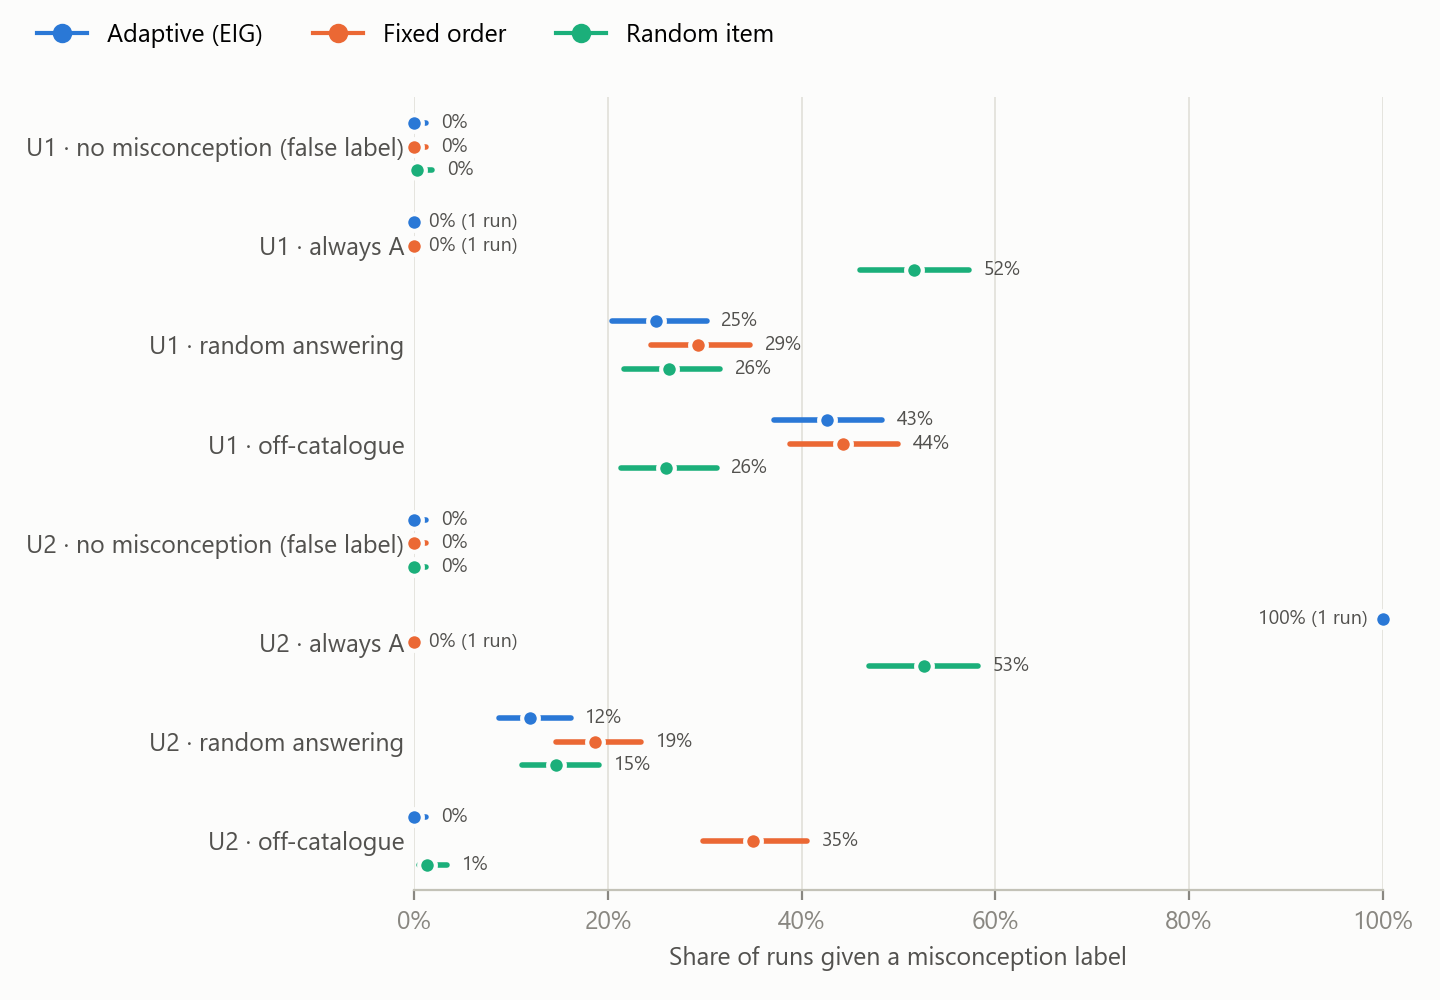 Adaptive (EIG) Fixed order Random item
0%
U1 · no misconception (false label) 0%
0%
0% (1 run)
U1 · always A 0% (1 run)
52%
25%
U1 · random answering 29%
26%
43%
U1 · off-catalogue 44%
26%
0%
U2 · no misconception (false label) 0%
0%
100% (1 run)
U2 · always A 0% (1 run)
53%
12%
U2 · random answering 19%
15%
0%
U2 · off-catalogue 35%
1%
0% 20% 40% 60% 80% 100%
Share of runs given a misconception label